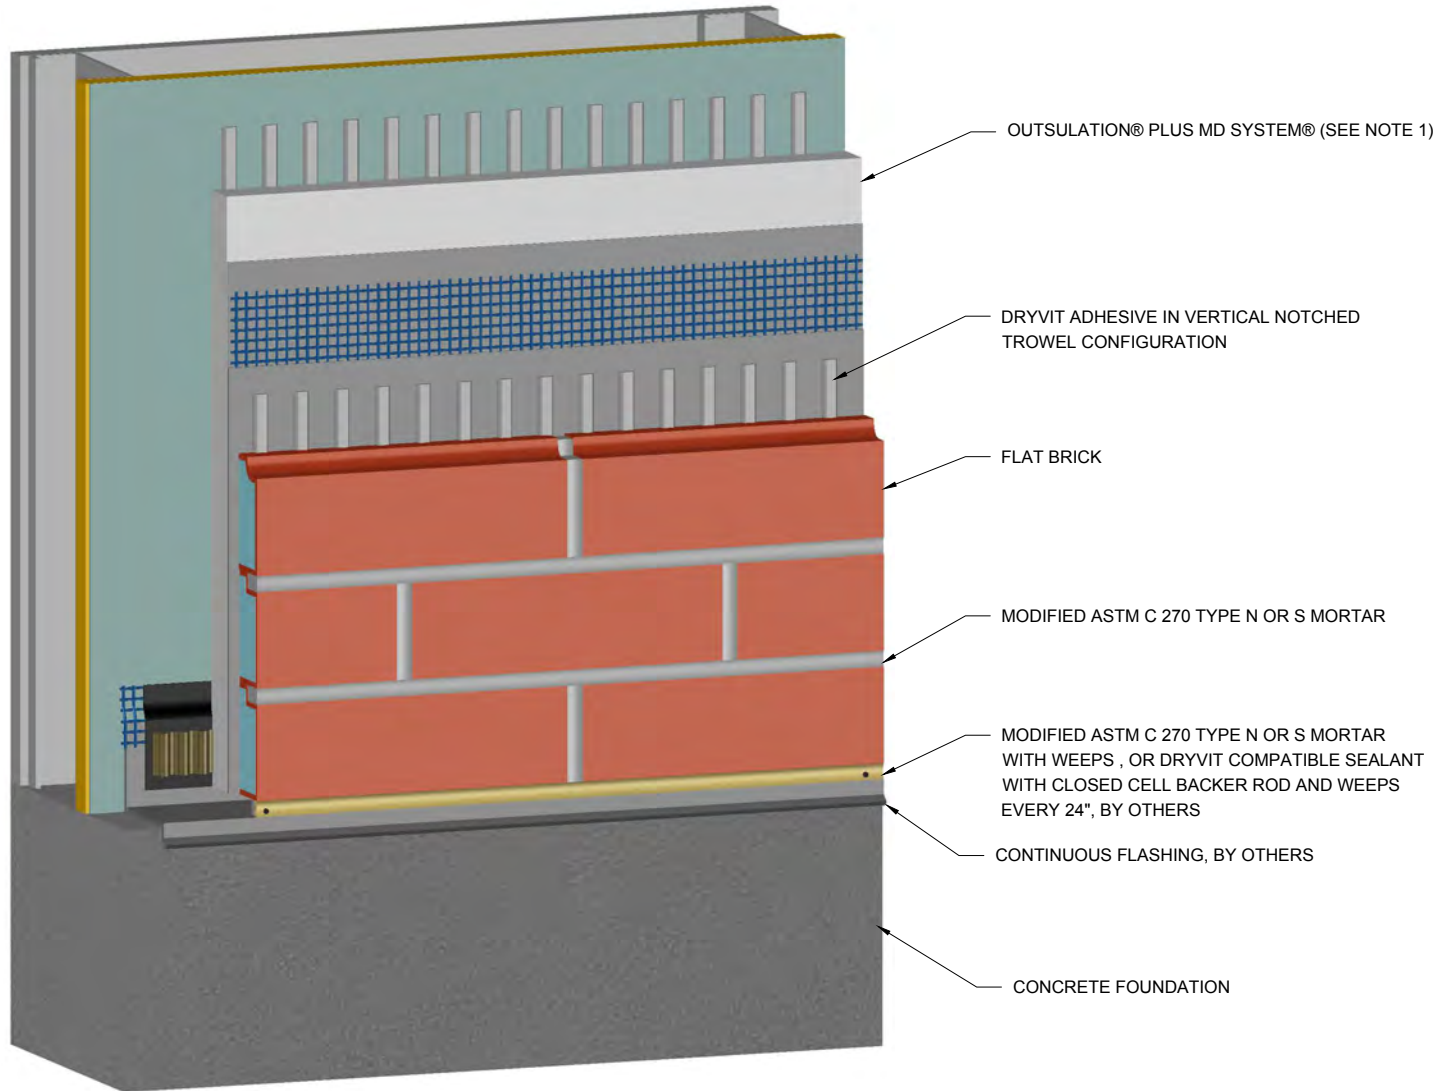 OUTSULATION® PLUS MD SYSTEM® (SEE NOTE 1)
DRYVIT ADHESIVE IN VERTICAL NOTCHED
TROWEL CONFIGURATION
FLAT BRICK
MODIFIED ASTM C 270 TYPE N OR S MORTAR
MODIFIED ASTM C 270 TYPE N OR S MORTAR
WITH WEEPS , OR DRYVIT COMPATIBLE SEALANT
WITH CLOSED CELL BACKER ROD AND WEEPS
EVERY 24", BY OTHERS
CONTINUOUS FLASHING, BY OTHERS
CONCRETE FOUNDATION